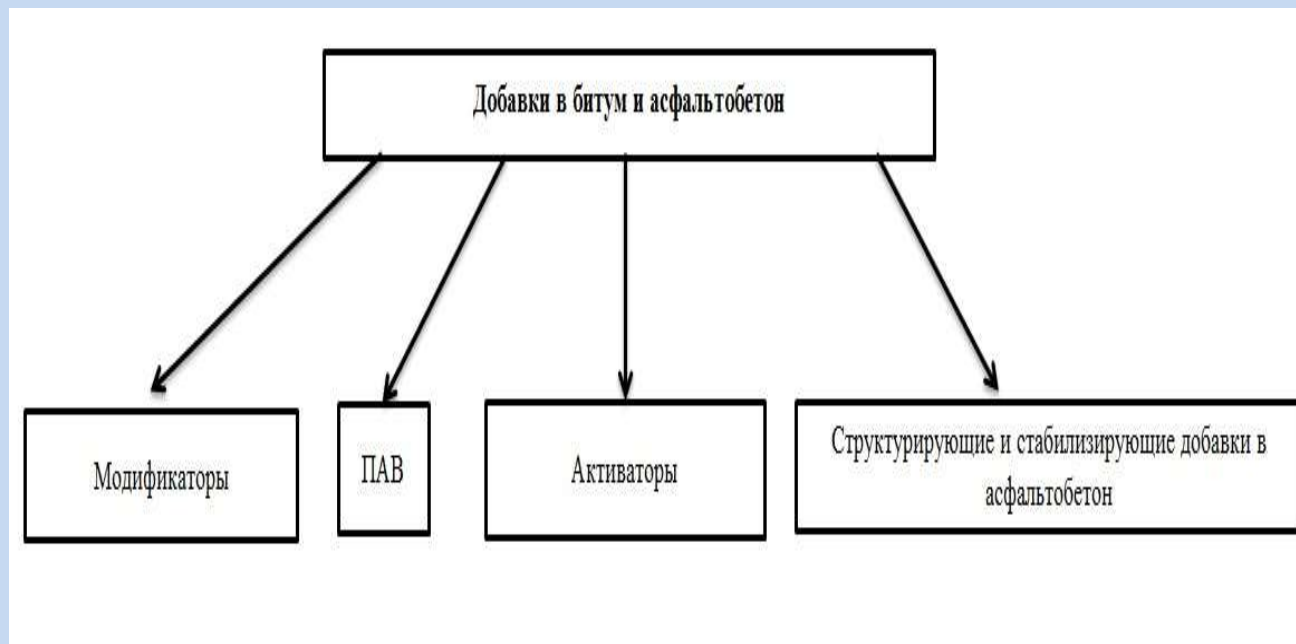 Добавки в битум и асфальтобетон
Модификаторы
ПАВ
Активаторы
Структурирующие и стабилизирующие добавки в
асфальтобетон